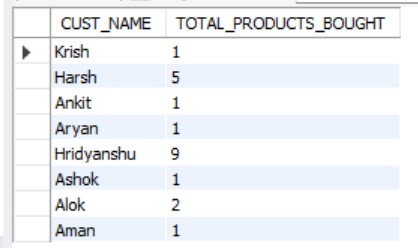 CUST_NAME TOTAL_PRODUCTS_BOUGHT
Krish 1
Harsh 5
Ankit 1
Aryan 1
Hridyanshu 9
Ashok 1
Alok 2
Aman 1